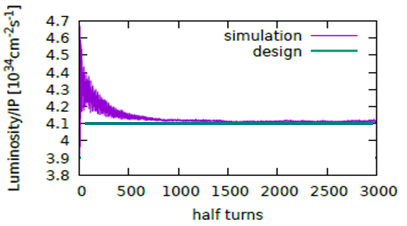 4.7
4.6
4.5
4.4
4.3
4.2
4.1
4
3.9
3.8
Luminosity/IP [10³⁴cm⁻²s⁻¹]
simulation
design
0 500 1000 1500 2000 2500 3000
half turns